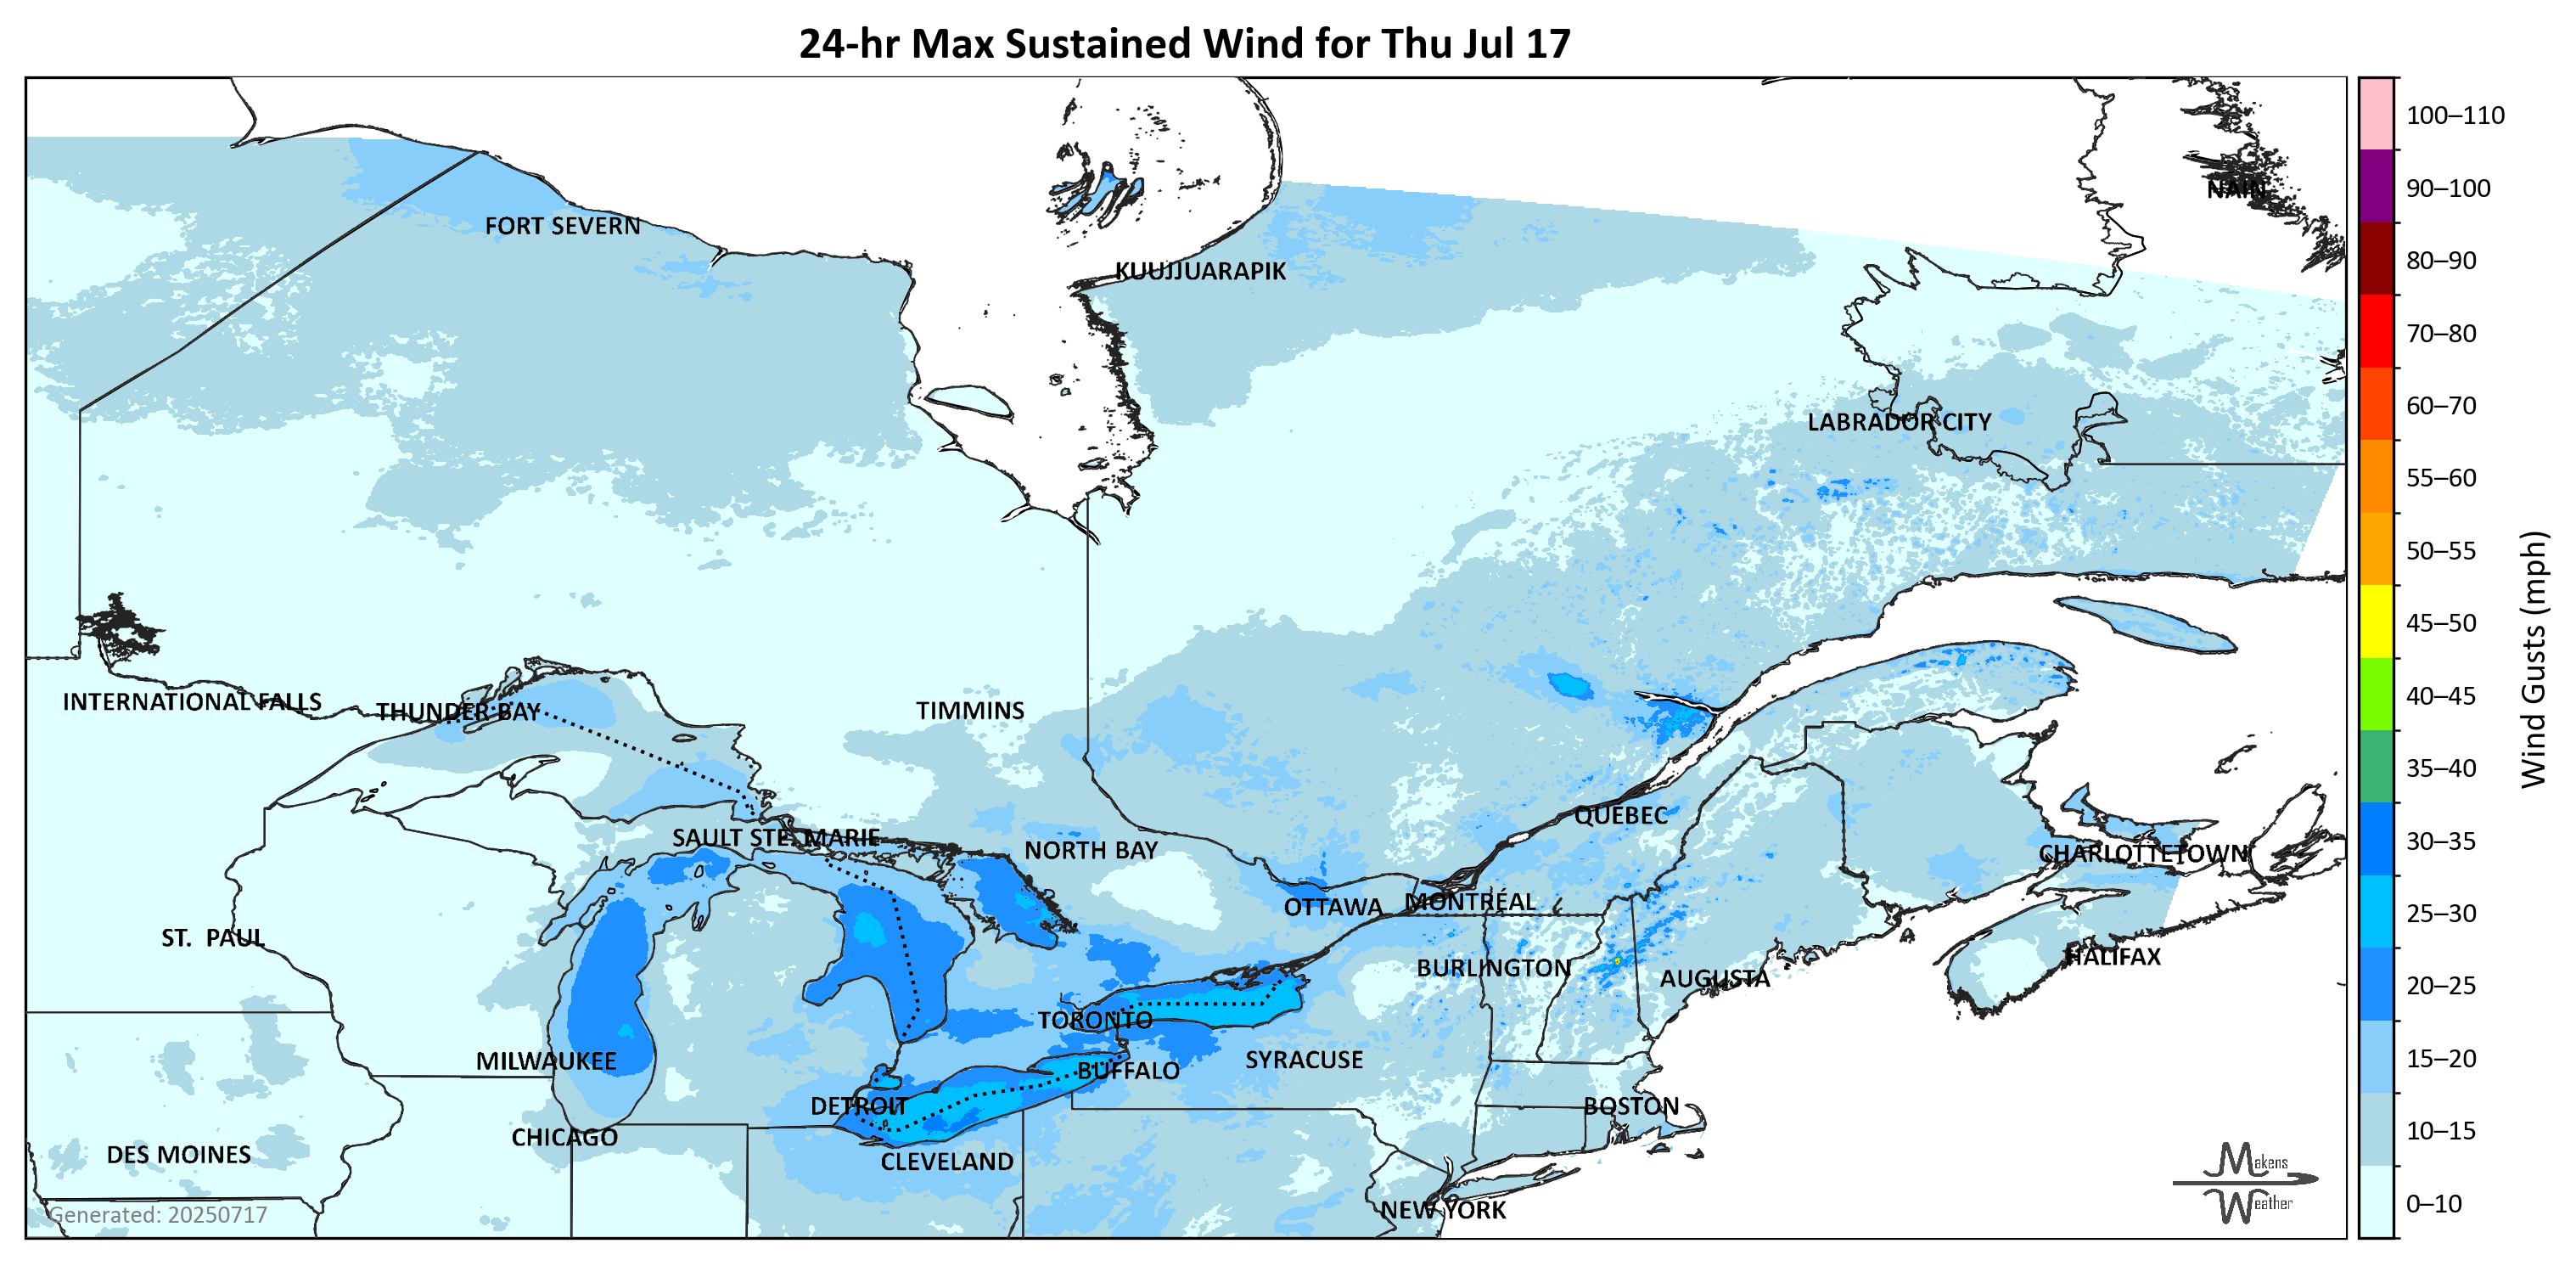 24-hr Max Sustained Wind for Thu Jul 17
100–110
90–100
NAIN
FORT SEVERN
80–90
KUUJJUARAPIK
70–80
60–70
LABRADOR CITY
55–60
50–55
45–50
Wind Gusts (mph)
40–45
INTERNATIONAL FALLS
THUNDER BAY
TIMMINS
35–40
QUEBEC
30–35
SAULT STE. MARIE
NORTH BAY
CHARLOTTETOWN
OTTAWA
MONTRÉAL
25–30
ST. PAUL
HALIFAX
BURLINGTON
AUGUSTA
20–25
TORONTO
MILWAUKEE
SYRACUSE
15–20
BUFFALO
DETROIT
BOSTON
10–15
CHICAGO
DES MOINES
CLEVELAND
Makens
Weather
0–10
NEW YORK
Generated: 20250717